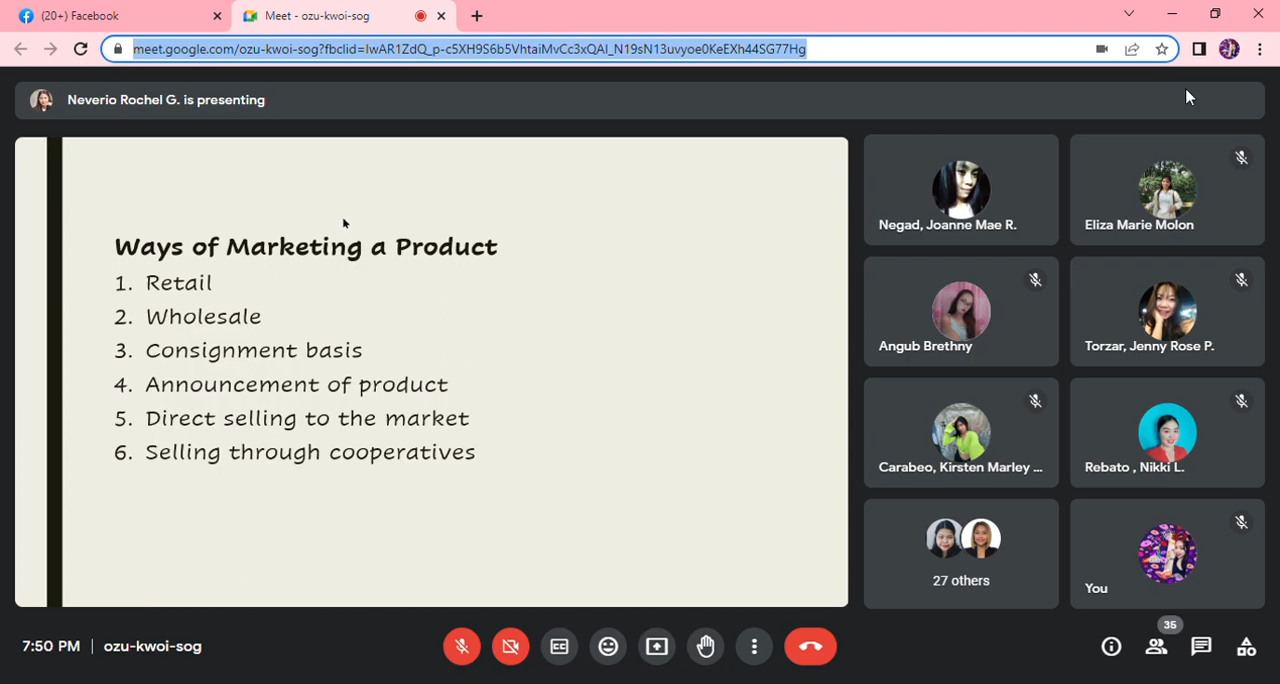 (20+) Facebook
Meet - ozu-kwoi-sog
meet.google.com/ozu-kwoi-sog?fbclid=IwAR1ZdQ_p-c5XH9S6b5VhtaiMvCc3xQAI_N19sN13uvyoe0KeEXh44SG77Hg
Neverio Rochel G. is presenting
Ways of Marketing a Product
1. Retail
2. Wholesale
3. Consignment basis
4. Announcement of product
5. Direct selling to the market
6. Selling through cooperatives
Negad, Joanne Mae R.
Eliza Marie Molon
Angub Brethny
Torzar, Jenny Rose P.
Carabeo, Kirsten Marley ...
Rebato , Nikki L.
27 others
You
7:50 PM | ozu-kwoi-sog
35